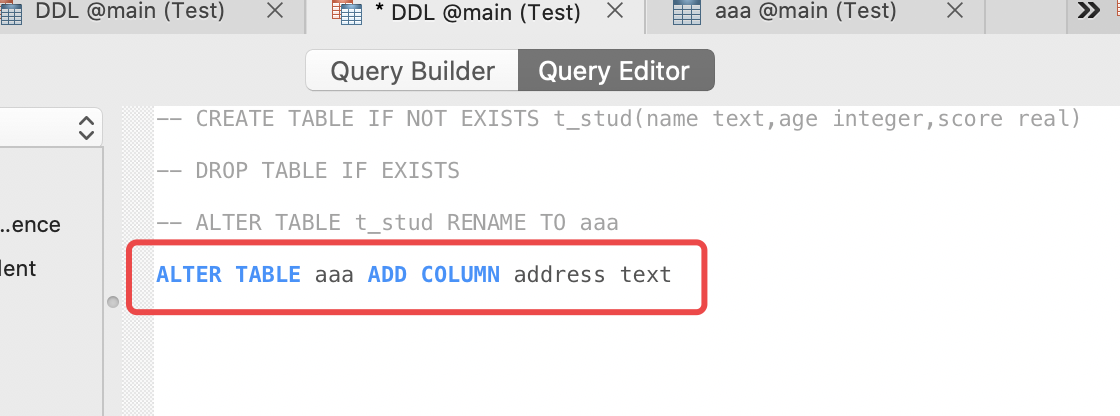 DDL @main (Test)
* DDL @main (Test)
aaa @main (Test)
Query Builder
Query Editor
-- CREATE TABLE IF NOT EXISTS t_stud(name text,age integer,score real)
-- DROP TABLE IF EXISTS
-- ALTER TABLE t_stud RENAME TO aaa
..ence
lent
ALTER TABLE aaa ADD COLUMN address text